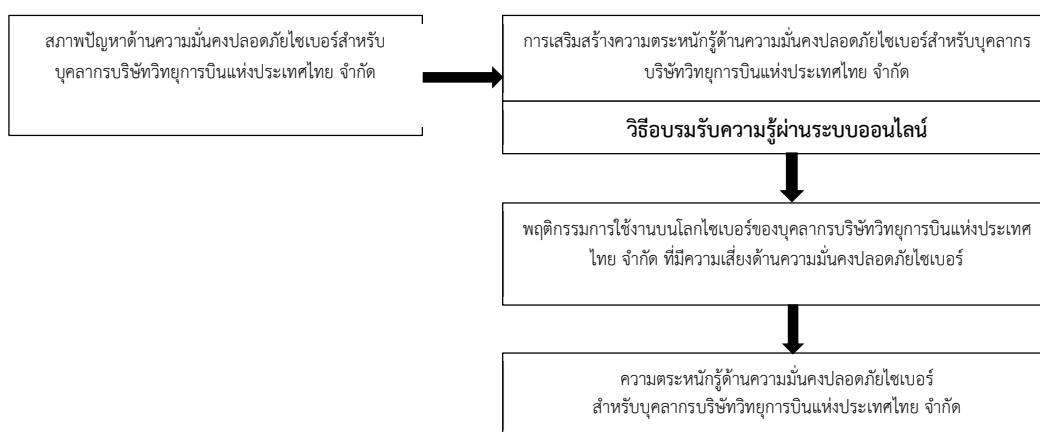 สภาพปัญหาด้านความมั่นคงปลอดภัยไซเบอร์สำหรับ
บุคลากรบริษัทวิทยุการบินแห่งประเทศไทย จำกัด
การเสริมสร้างความตระหนักรู้ด้านความมั่นคงปลอดภัยไซเบอร์สำหรับบุคลากร
บริษัทวิทยุการบินแห่งประเทศไทย จำกัด
วิธีอบรมรับความรู้ผ่านระบบออนไลน์
พฤติกรรมการใช้งานบนโลกไซเบอร์ของบุคลากรบริษัทวิทยุการบินแห่งประเทศ
ไทย จำกัด ที่มีความเสี่ยงด้านความมั่นคงปลอดภัยไซเบอร์
ความตระหนักรู้ด้านความมั่นคงปลอดภัยไซเบอร์
สำหรับบุคลากรบริษัทวิทยุการบินแห่งประเทศไทย จำกัด